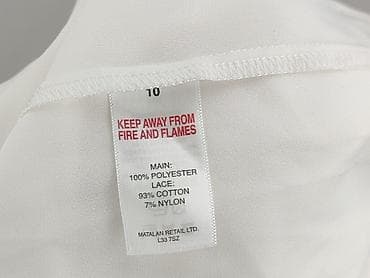 10
KEEP AWAY FROM
FIRE AND FLAMES
MAIN:
100% POLYESTER
LACE:
93% COTTON
7% NYLON
MATALAN RETAIL LTD.
L33 7SZ